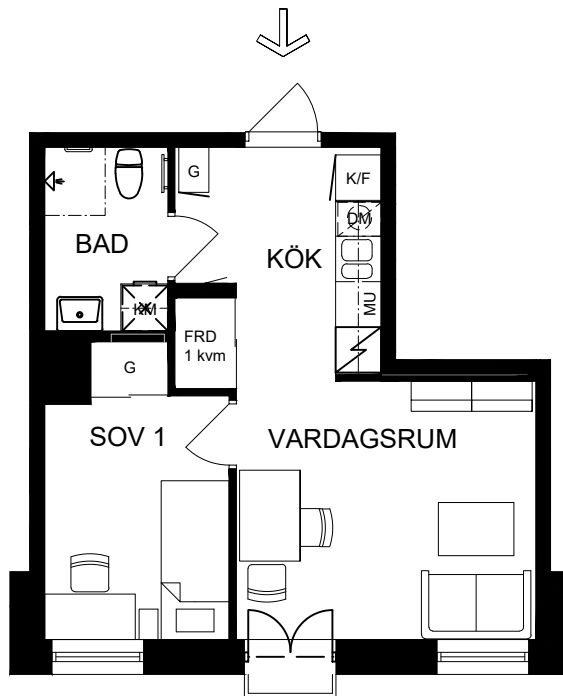 G
K/F
DM
BAD
KÖK
MU
KM
FRD
1 kvm
G
SOV 1
VARDAGSRUM